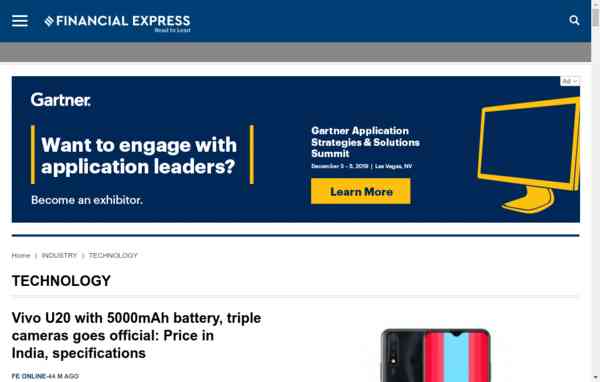 FINANCIAL EXPRESS
Read to Lead
Ad
Gartner.
Want to engage with
application leaders?
Become an exhibitor.
Gartner Application
Strategies & Solutions
Summit
December 3 – 5, 2019 | Las Vegas, NV
Learn More
Home | INDUSTRY | TECHNOLOGY
TECHNOLOGY
Vivo U20 with 5000mAh battery, triple
cameras goes official: Price in
India, specifications
FE ONLINE-44 M AGO